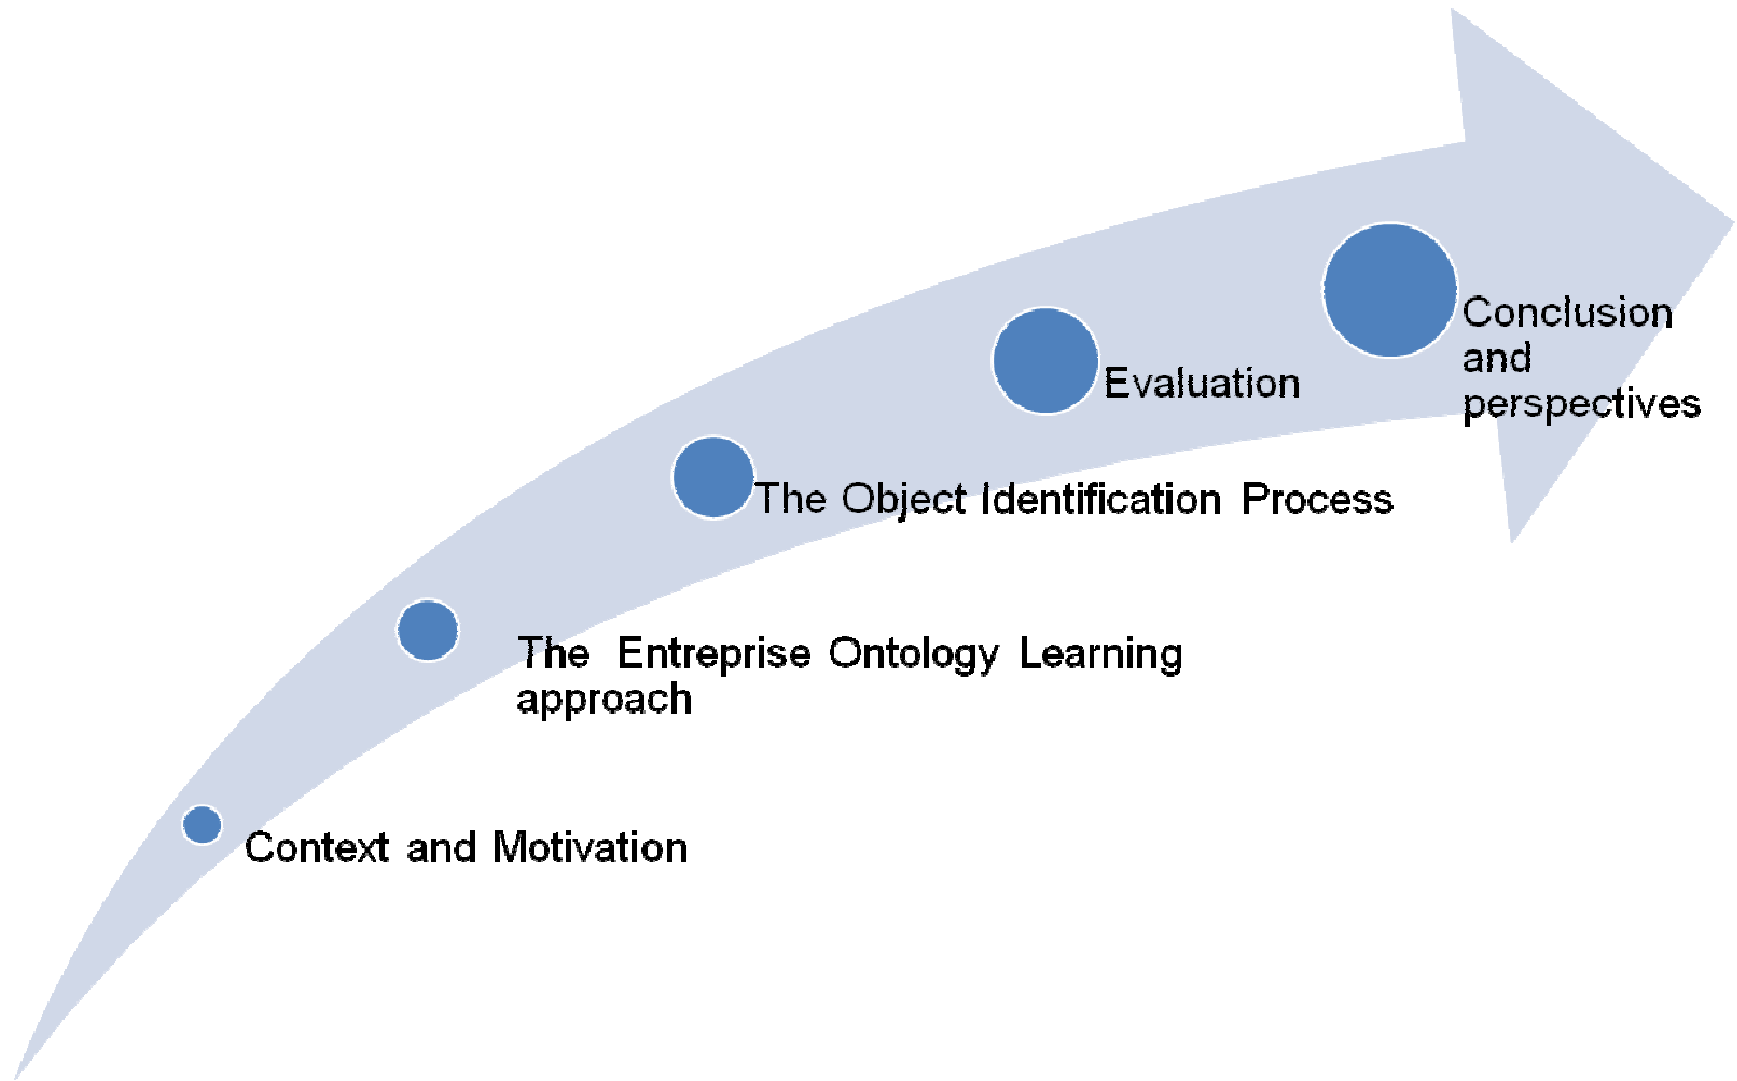 Context and Motivation
The Entreprise Ontology Learning
approach
The Object Identification Process
Evaluation
Conclusion
and
perspectives